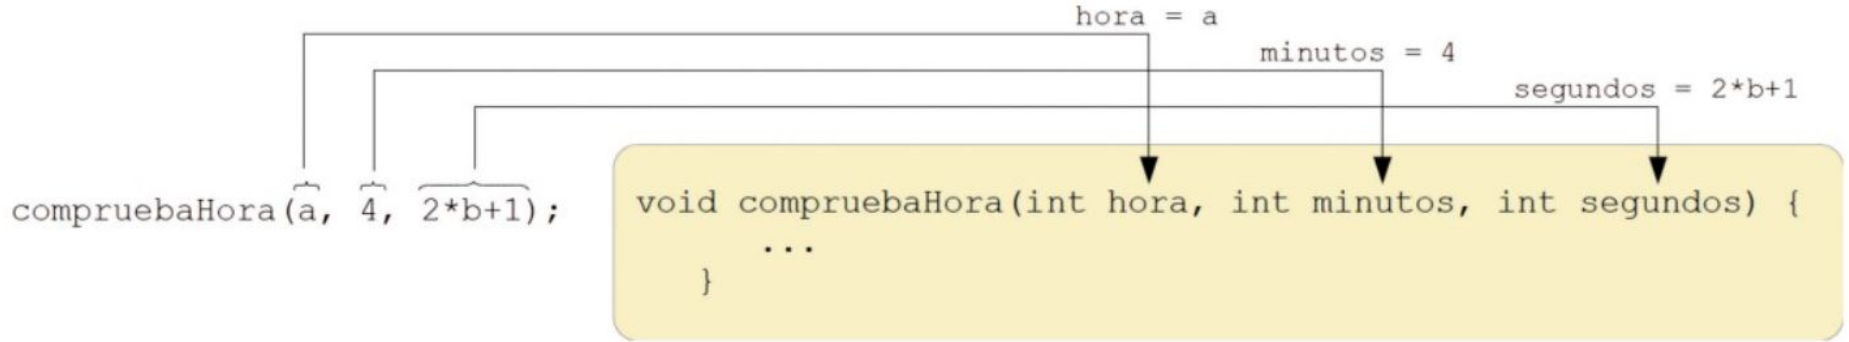 hora = a
minutos = 4
segundos = 2*b+1
compruebaHora(a, 4, 2*b+1);
void compruebaHora(int hora, int minutos, int segundos) {
...
}